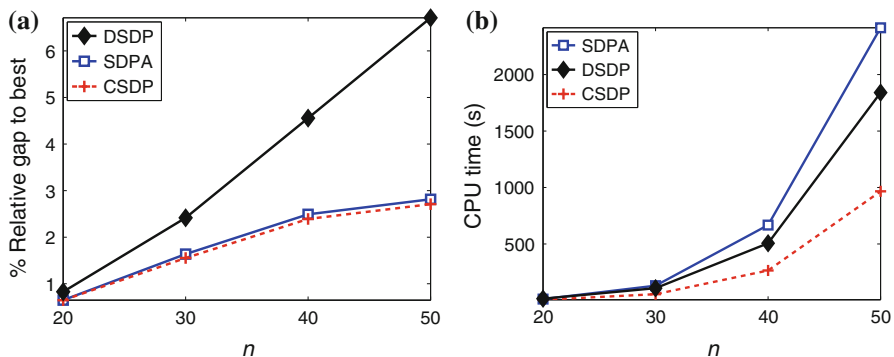 (a)
% Relative gap to best
6
5
4
3
2
1
DSDP
SDPA
CSDP
20
30
40
50
n
(b)
CPU time (s)
2000
1500
1000
500
SDPA
DSDP
CSDP
20
30
40
50
n